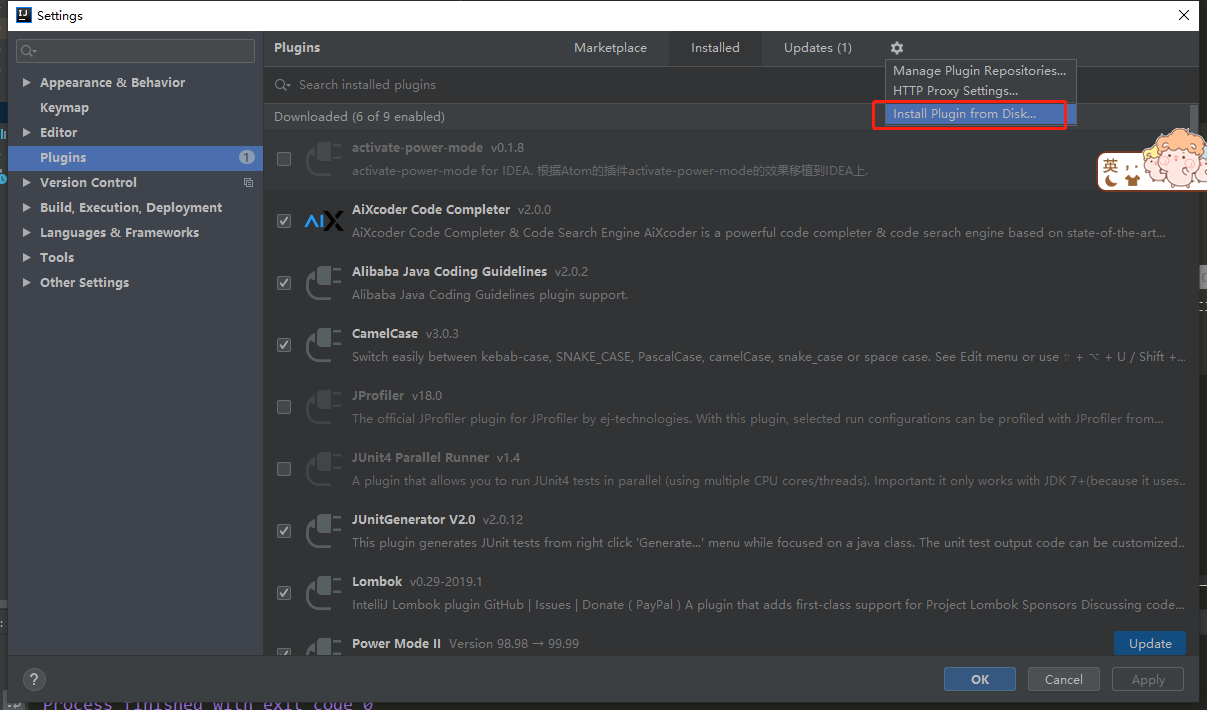 Settings
Plugins
Marketplace
Installed
Updates (1)
Manage Plugin Repositories...
HTTP Proxy Settings...
Install Plugin from Disk...
Appearance & Behavior
Keymap
Editor
Plugins 1
Version Control
Build, Execution, Deployment
Languages & Frameworks
Tools
Other Settings
Search installed plugins
Downloaded (6 of 9 enabled)
activate-power-mode v0.1.8
activate-power-mode for IDEA. 根据Atom的插件activate-power-mode的效果移植到IDEA上.
AiX
AiXcoder Code Completer v2.0.0
AiXcoder Code Completer & Code Search Engine AiXcoder is a powerful code completer & code serach engine based on state-of-the-art...
Alibaba Java Coding Guidelines v2.0.2
Alibaba Java Coding Guidelines plugin support.
CamelCase v3.0.3
Switch easily between kebab-case, SNAKE_CASE, PascalCase, camelCase, snake_case or space case. See Edit menu or use ⇧ + ⌥ + U / Shift +...
JProfiler v18.0
The official JProfiler plugin for JProfiler by ej-technologies. With this plugin, selected run configurations can be profiled with JProfiler from...
JUnit4 Parallel Runner v1.4
A plugin that allows you to run JUnit4 tests in parallel (using multiple CPU cores/threads). Important: it only works with JDK 7+(because it uses..
JUnitGenerator V2.0 v2.0.12
This plugin generates JUnit tests from right click 'Generate...' menu while focused on a java class. The unit test output code can be customized..
Lombok v0.29-2019.1
IntelliJ Lombok plugin GitHub | Issues | Donate ( PayPal ) A plugin that adds first-class support for Project Lombok Sponsors Discussing code...
Power Mode II Version 98.98 → 99.99
Update
英
?
OK
Cancel
Apply
Process finished with exit code 0